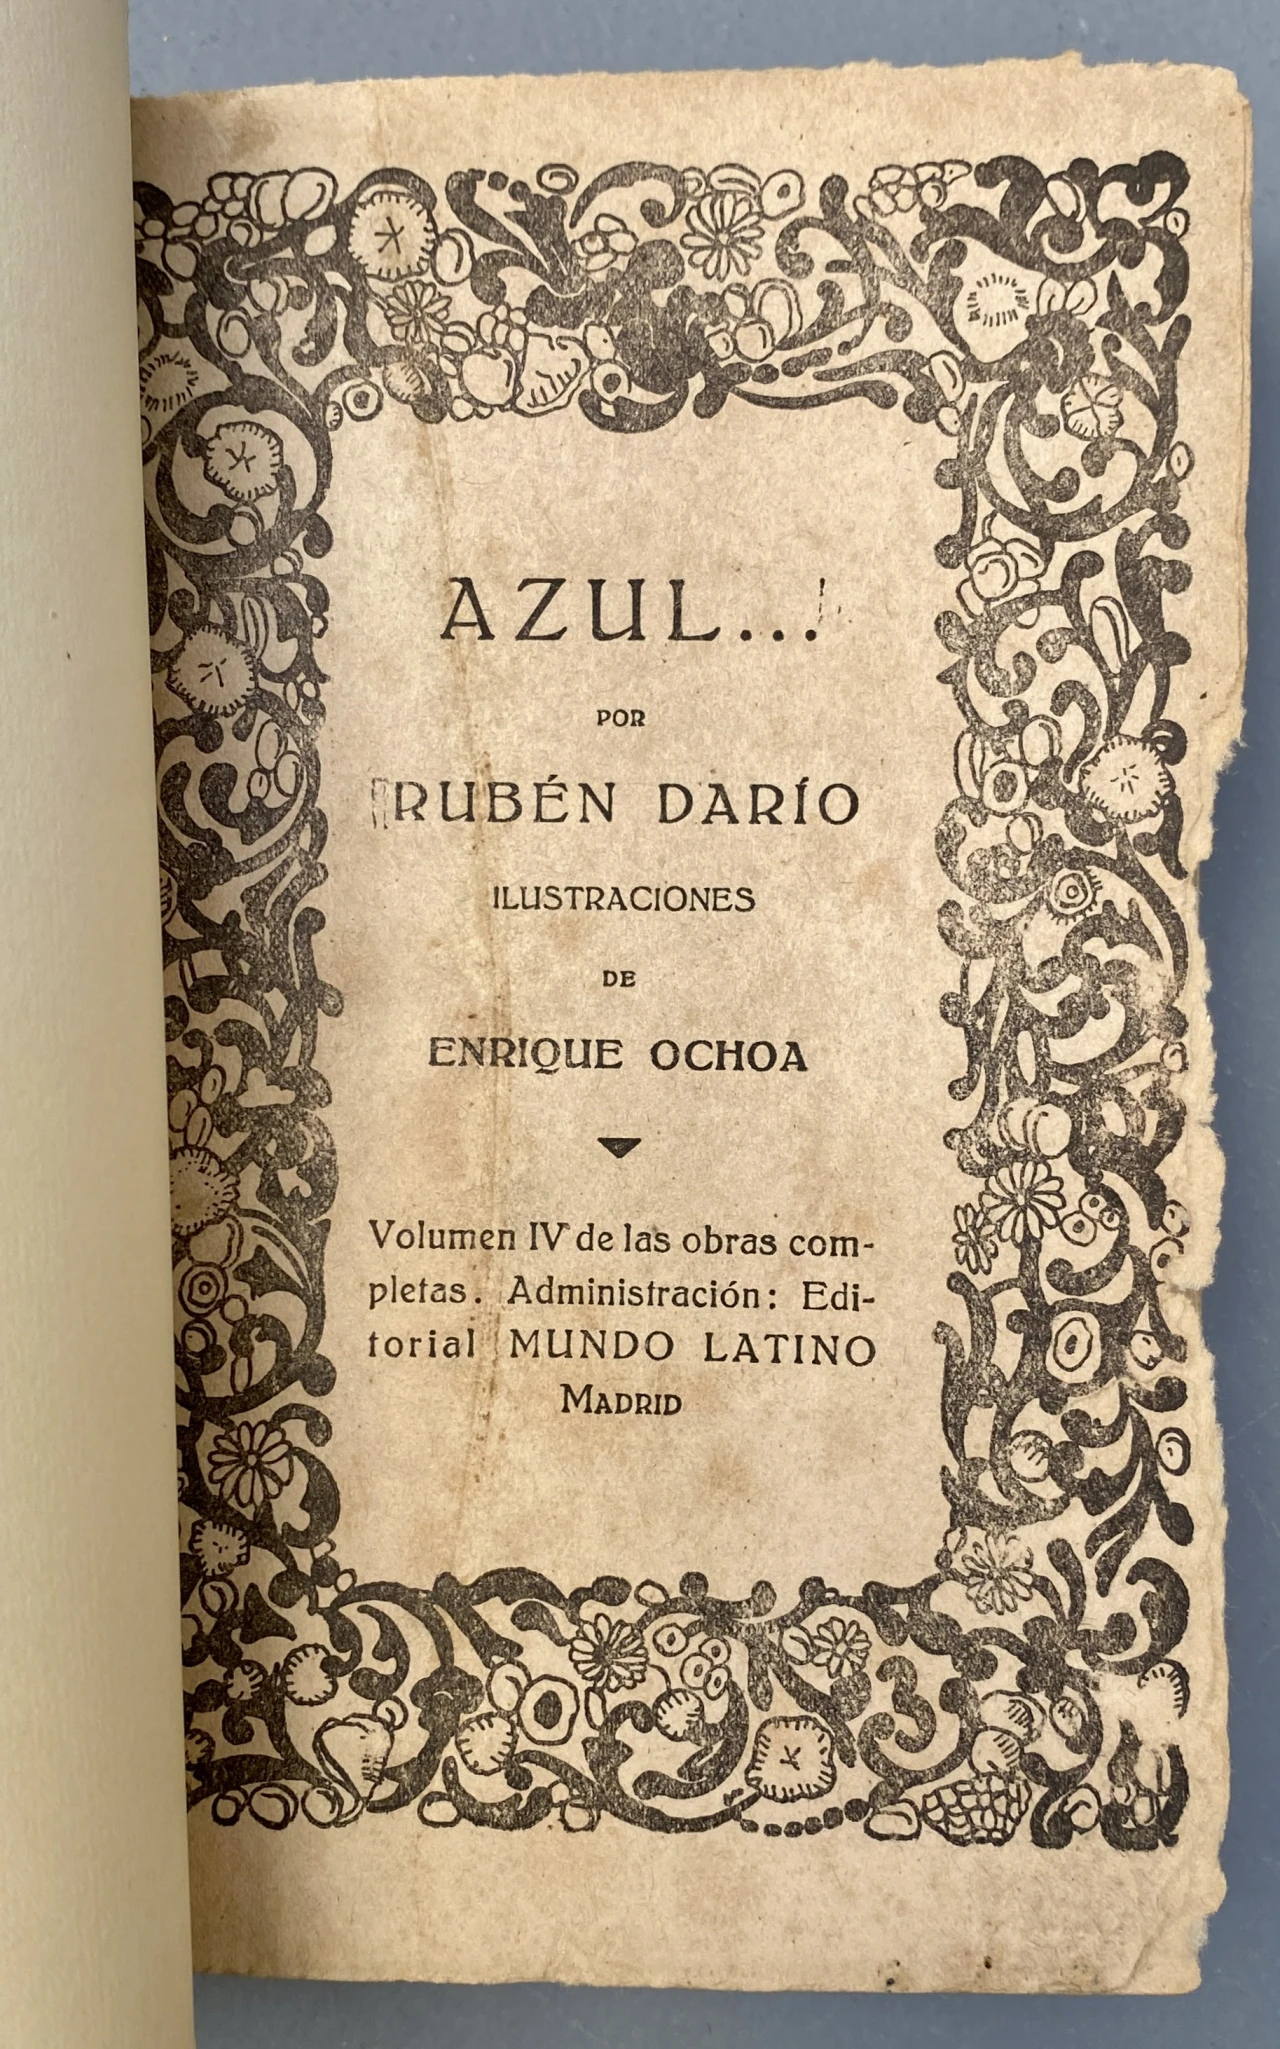 AZUL...
POR
RUBÉN DARÍO
ILUSTRACIONES
DE
ENRIQUE OCHOA
Volumen IV de las obras com-
pletas. Administración: Edi-
torial MUNDO LATINO
MADRID